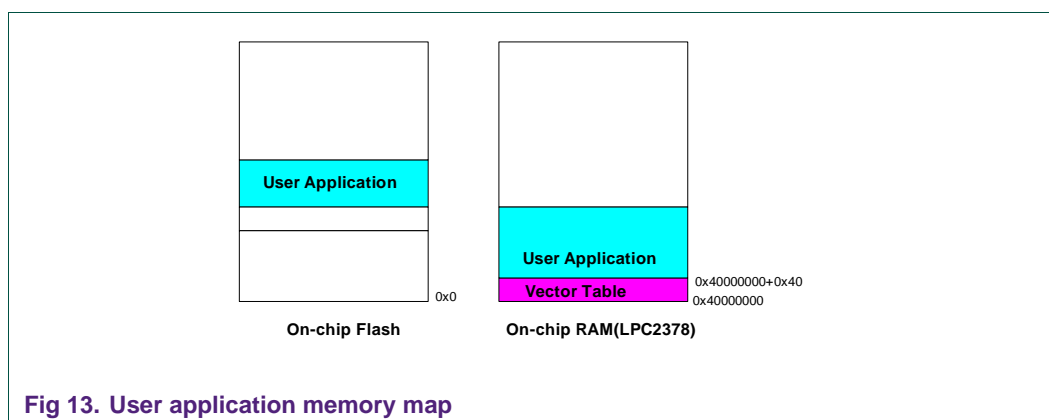 User Application
0x0
On-chip Flash
User Application
0x40000000+0x40
Vector Table
0x40000000
On-chip RAM(LPC2378)
Fig 13. User application memory map